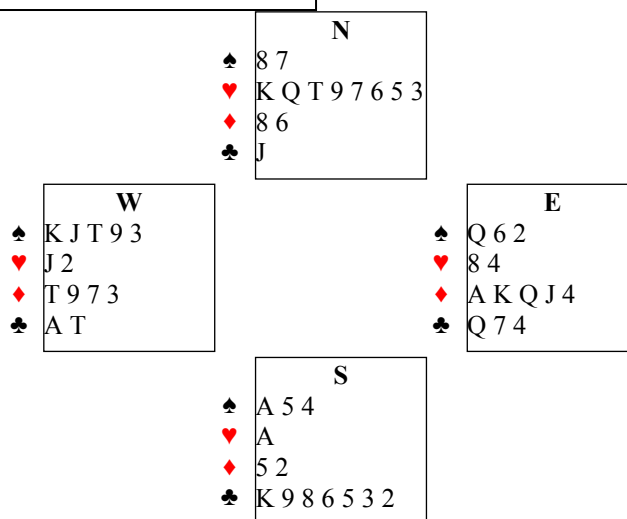 N
♠ 8 7
♥ K Q T 9 7 6 5 3
♦ 8 6
♣ J
W
♠ K J T 9 3
♥ J 2
♦ T 9 7 3
♣ A T
E
♠ Q 6 2
♥ 8 4
♦ A K Q J 4
♣ Q 7 4
S
♠ A 5 4
♥ A
♦ 5 2
♣ K 9 8 6 5 3 2